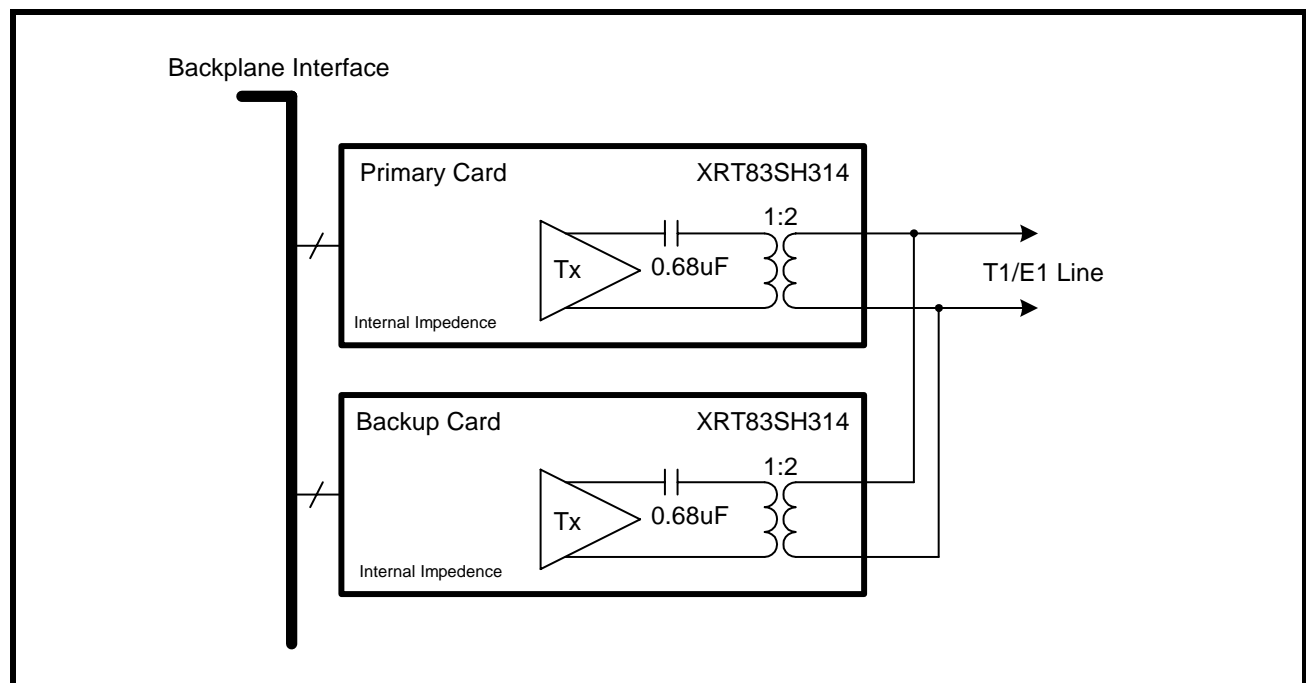 Backplane Interface
Primary Card
XRT83SH314
1:2
Tx
0.68uF
Internal Impedence
T1/E1 Line
Backup Card
XRT83SH314
1:2
Tx
0.68uF
Internal Impedence